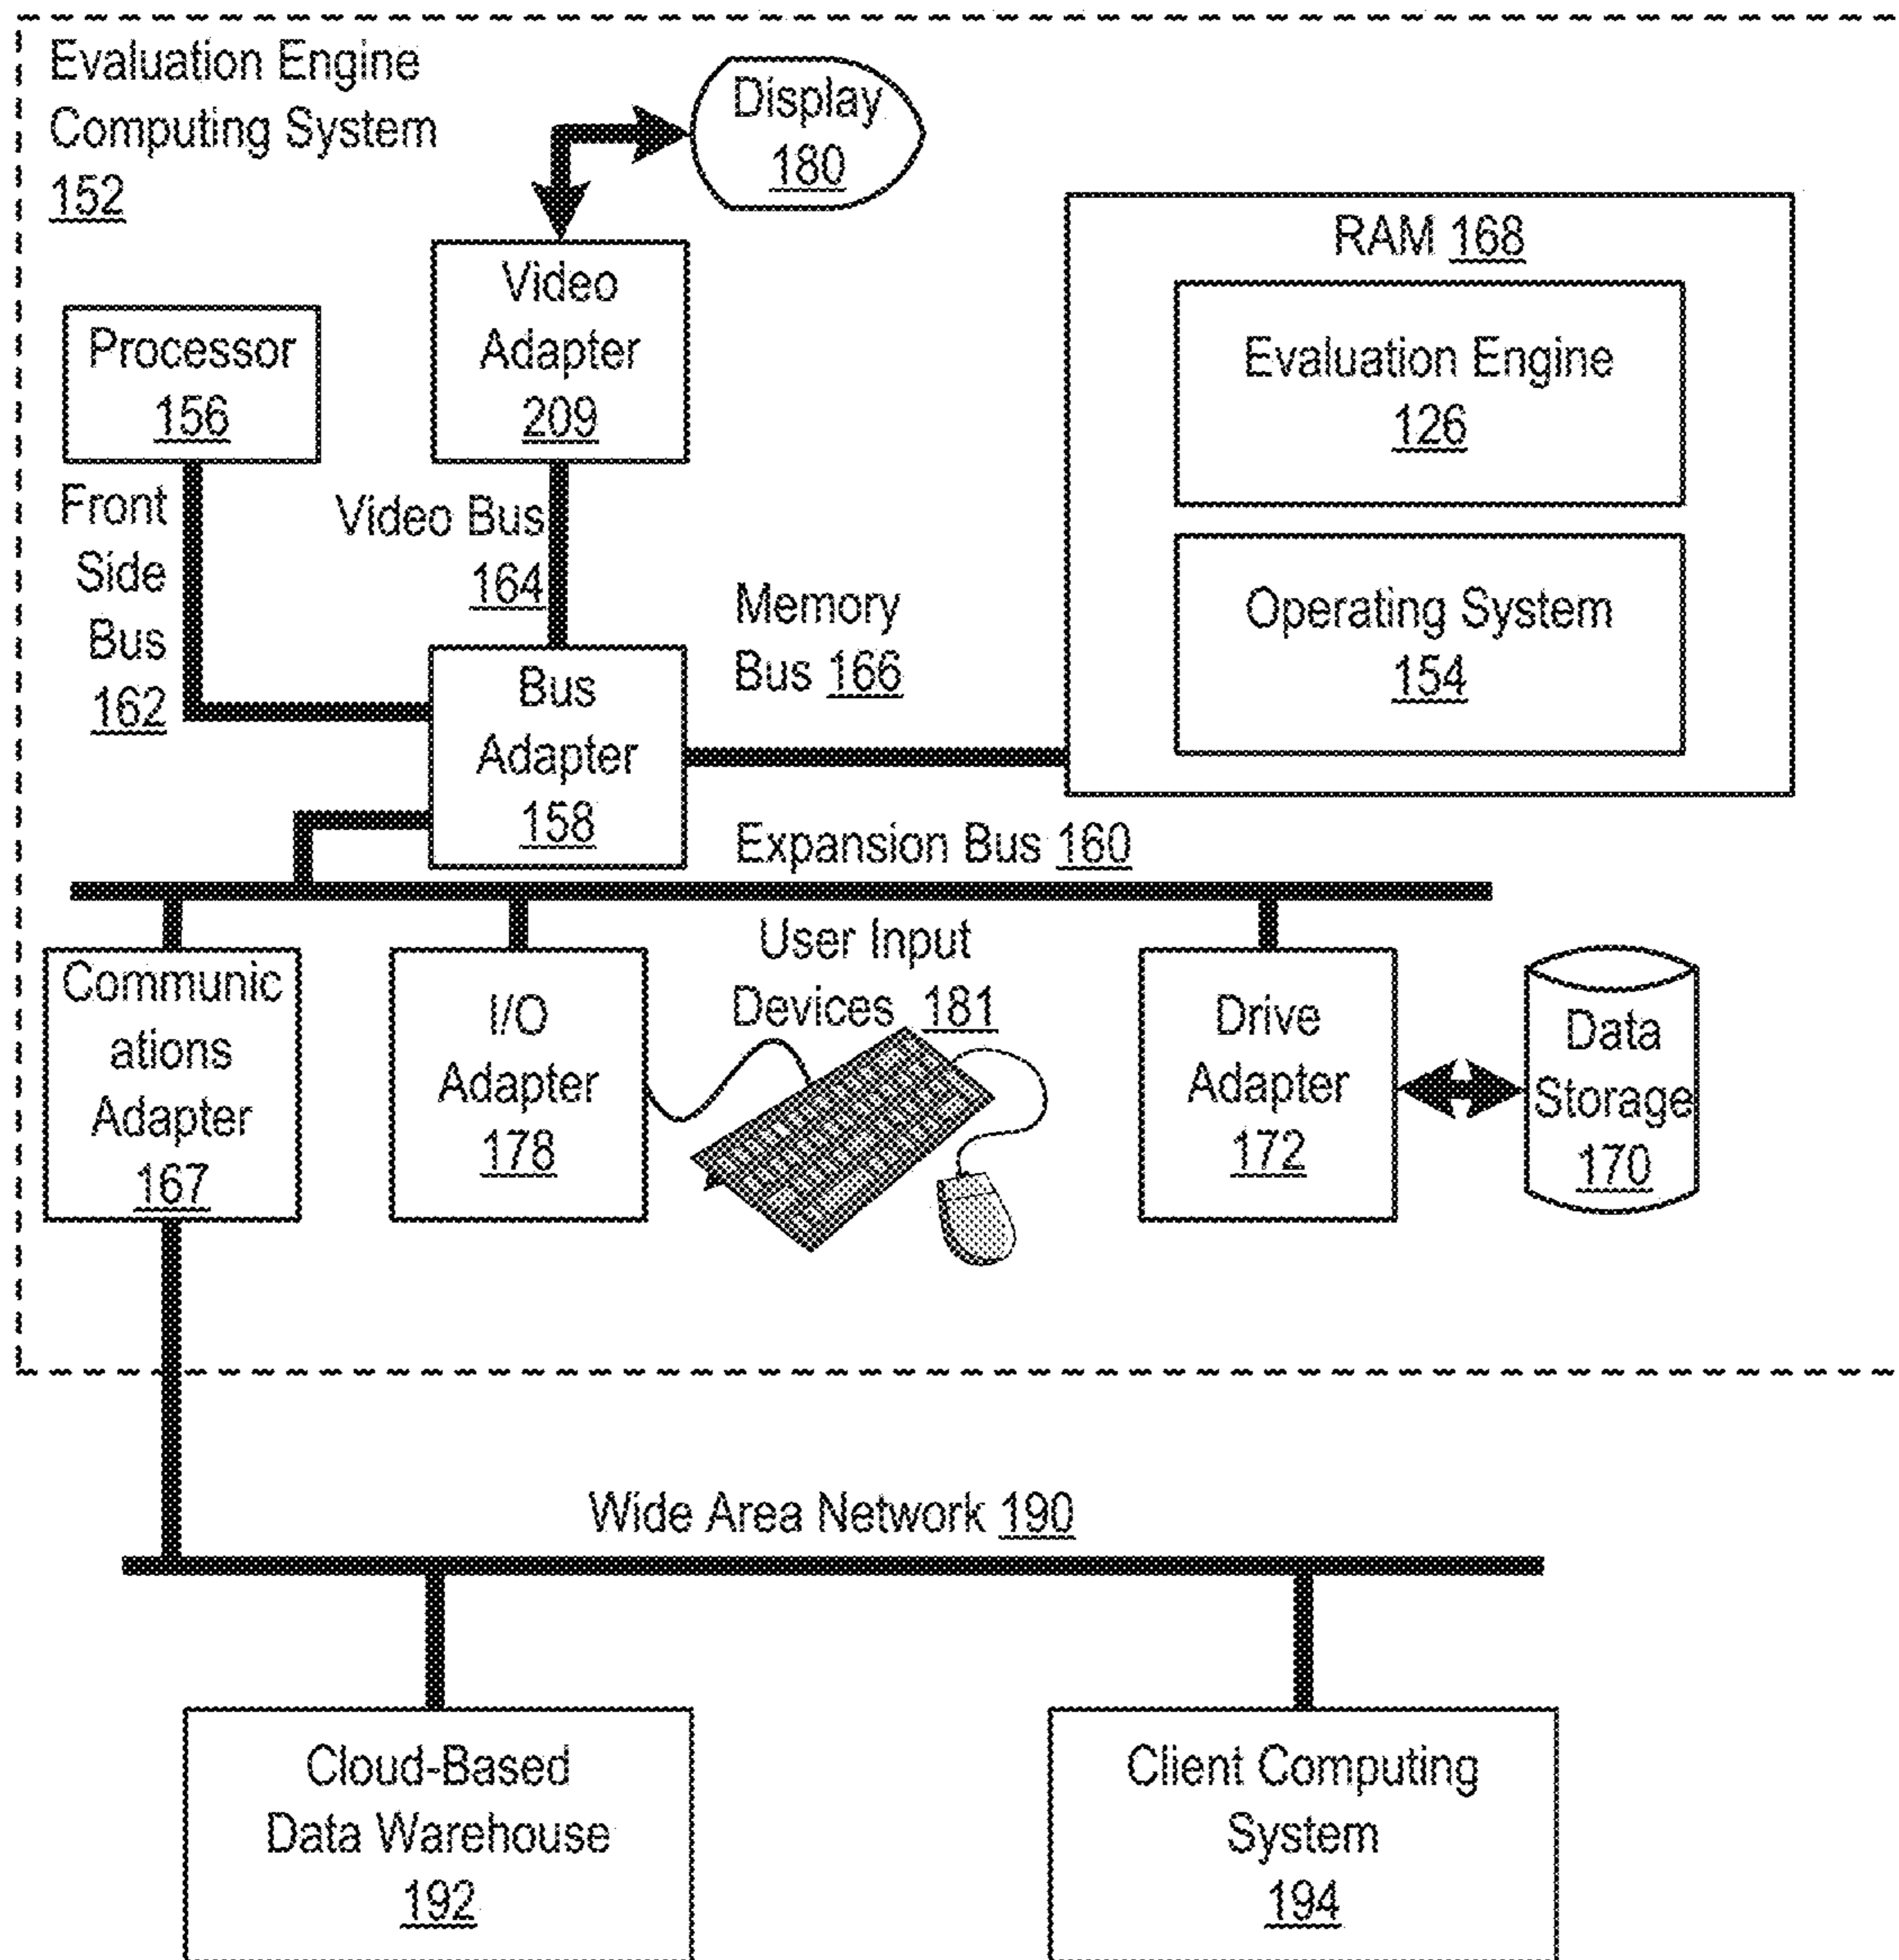 Evaluation Engine
Computing System
152
Display
180
Video
Adapter
209
Processor
156
RAM 168
Evaluation Engine
126
Operating System
154
Front
Side
Bus
162
Video Bus
164
Memory
Bus 166
Bus
Adapter
158
Expansion Bus 160
Communic
ations
Adapter
167
I/O
Adapter
178
User Input
Devices 181
Drive
Adapter
172
Data
Storage
170
Wide Area Network 190
Cloud-Based
Data Warehouse
192
Client Computing
System
194